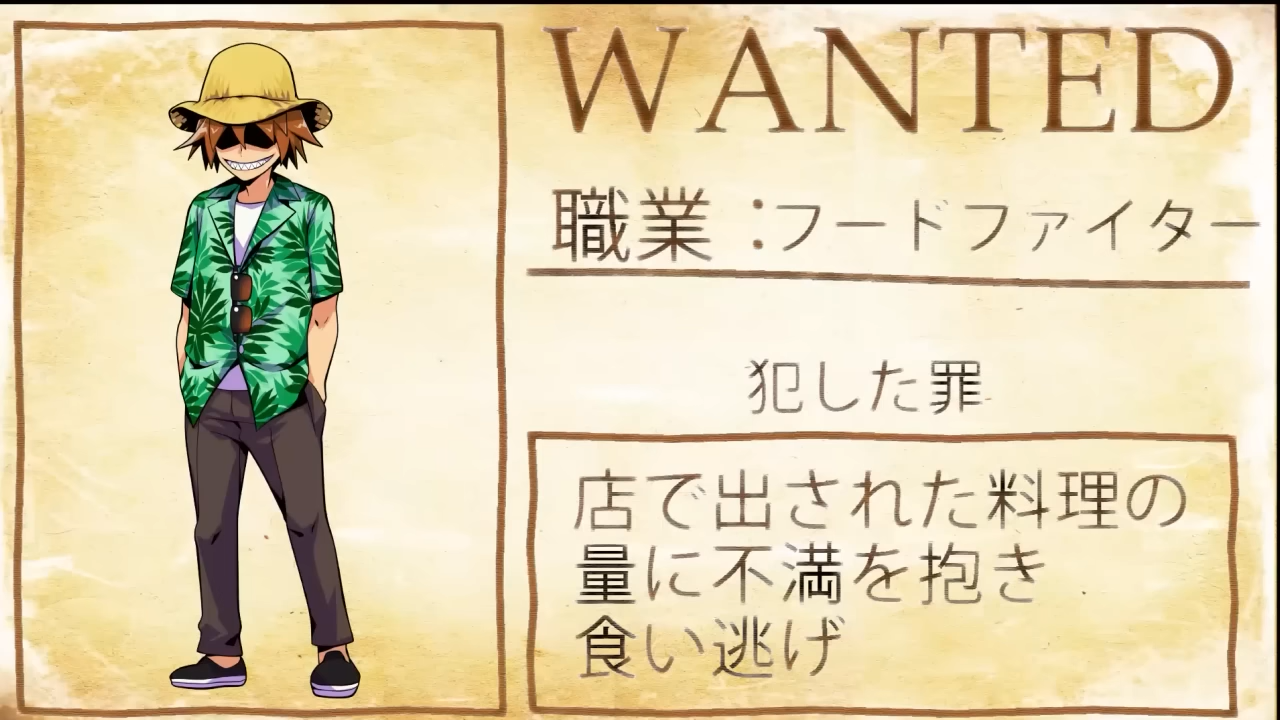 WANTED
職業:フードファイター
犯した罪
店で出された料理の
量に不満を抱き
食い逃げ